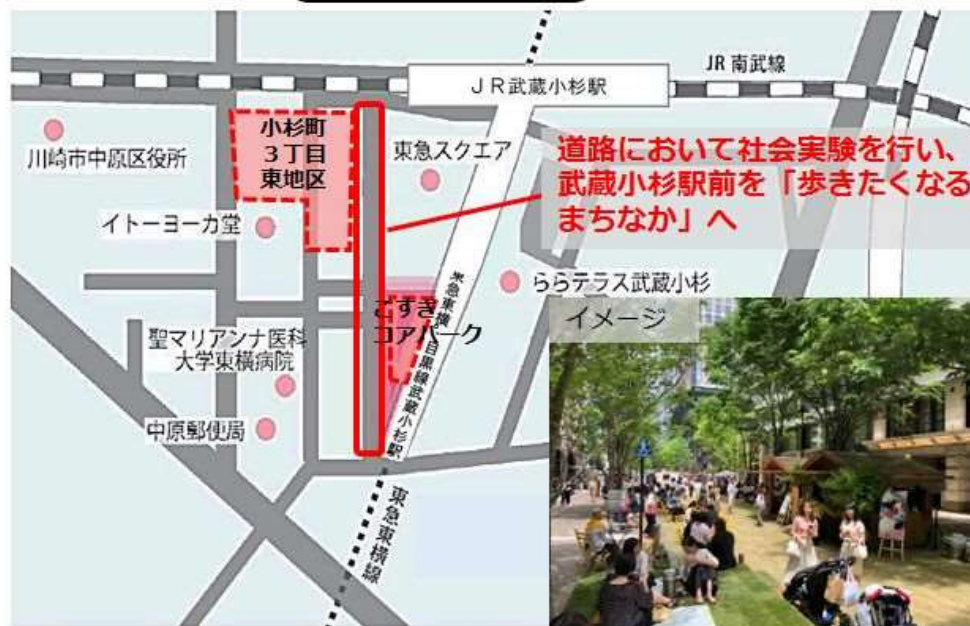 JR武蔵小杉駅
JR南武線
小杉町
3丁目
東地区
川崎市中原区役所
東急スクエア
道路において社会実験を行い、
武蔵小杉駅前を「歩きたくなる
まちなか」へ
イトーヨーカ堂
ららテラス武蔵小杉
こすぎ
コアパーク
東急東横・目黒線武蔵小杉駅
イメージ
聖マリアンナ医科
大学東横病院
中原郵便局
東急東横線